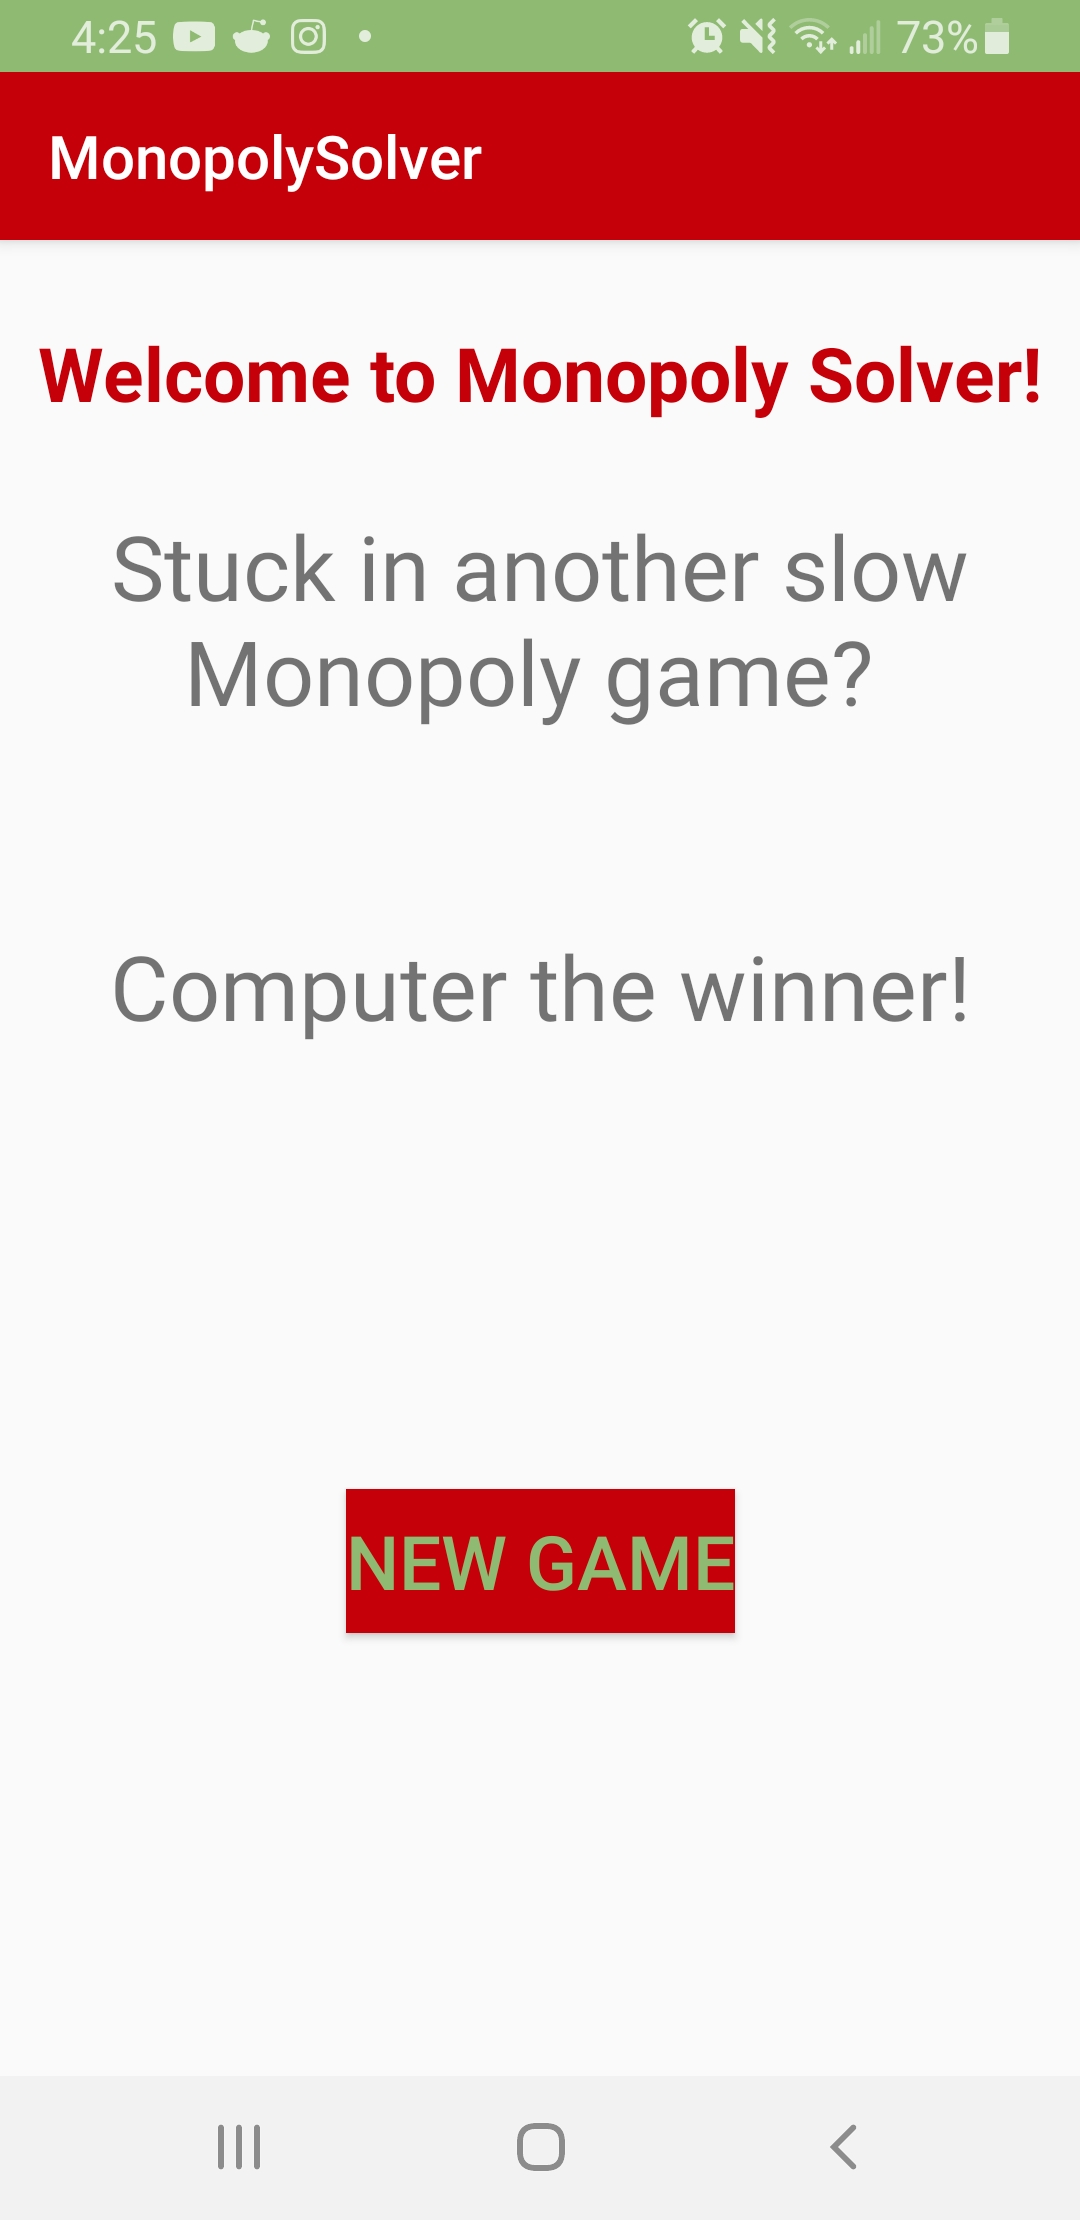 4:25 73%
MonopolySolver
Welcome to Monopoly Solver!
Stuck in another slow
Monopoly game?
Computer the winner!
NEW GAME